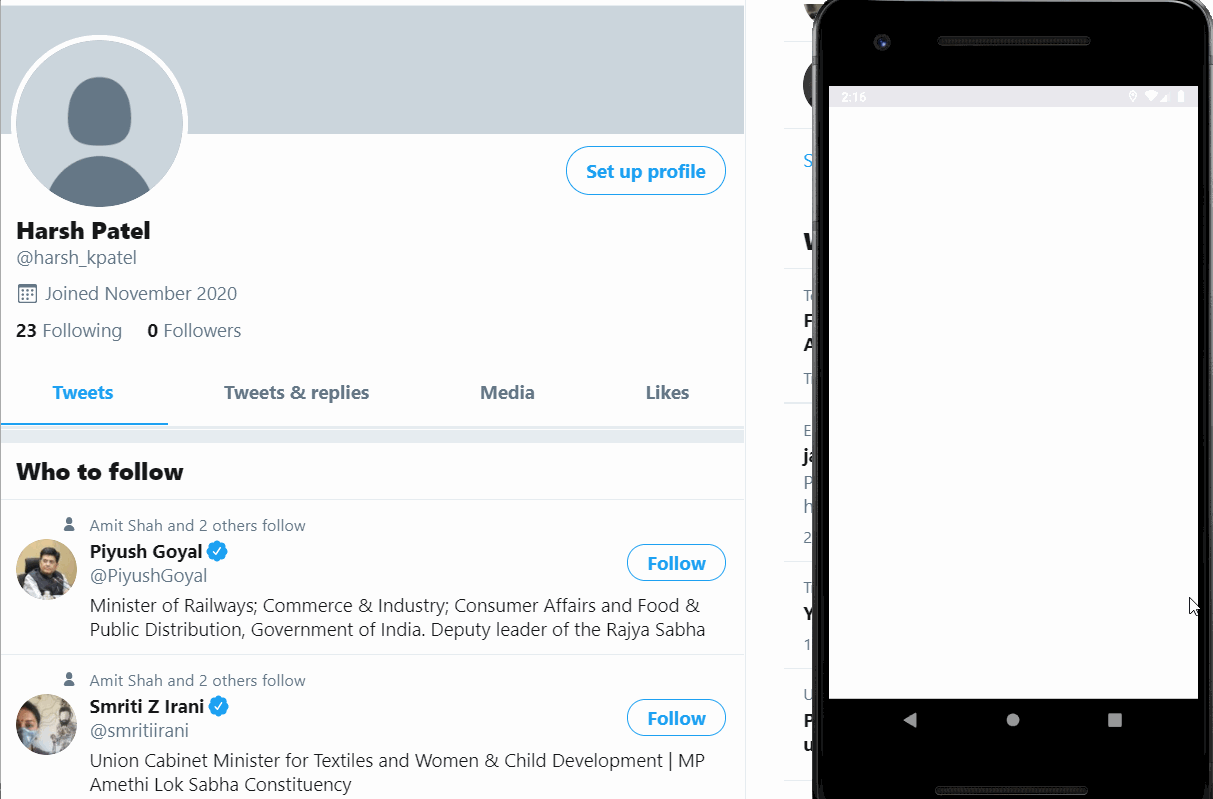 Set up profile
Harsh Patel
@harsh_kpatel
Joined November 2020
23 Following 0 Followers
Tweets Tweets & replies Media Likes
Who to follow
Amit Shah and 2 others follow
Piyush Goyal
@PiyushGoyal
Follow
Minister of Railways; Commerce & Industry; Consumer Affairs and Food &
Public Distribution, Government of India. Deputy leader of the Rajya Sabha
Amit Shah and 2 others follow
Smriti Z Irani
@smritiirani
Follow
Union Cabinet Minister for Textiles and Women & Child Development | MP
Amethi Lok Sabha Constituency
2:16